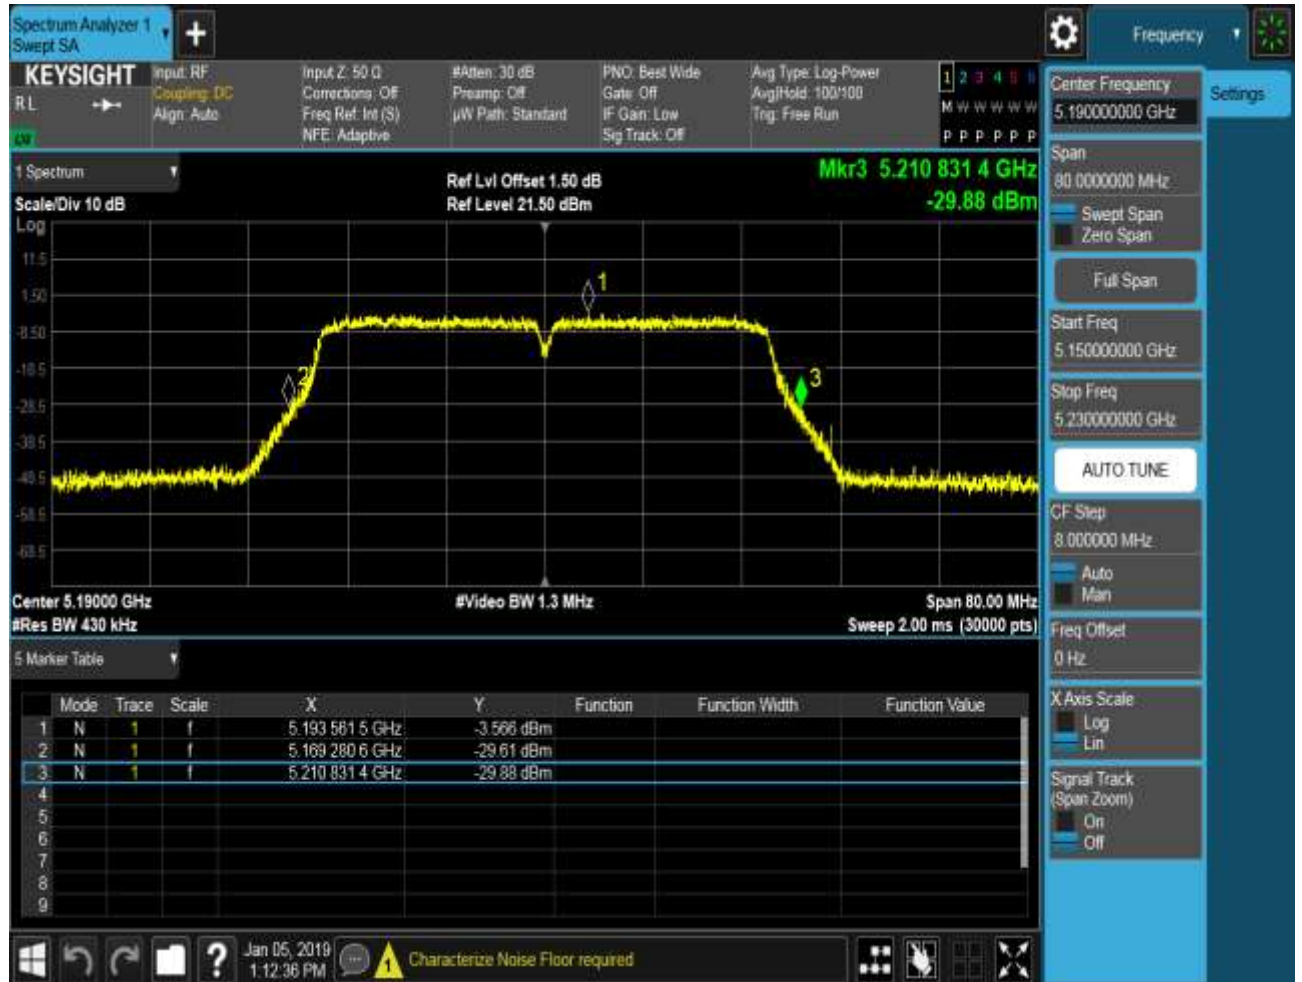 Spectrum Analyzer 1
Swept SA
+
Frequency
KEYSIGHT
RL
Input: RF
Coupling: DC
Align: Auto
Input Z: 50 Ω
Corrections: Off
Freq Ref: Int (S)
NFE: Adaptive
#Atten: 30 dB
Preamp: Off
µW Path: Standard
PNO: Best Wide
Gate: Off
IF Gain: Low
Sig Track: Off
Avg Type: Log-Power
Avg|Hold: 100/100
Trig: Free Run
1 2 3 4 5 6
M W W W W W
P P P P P P
1 Spectrum
Scale/Div 10 dB
Ref Lvl Offset 1.50 dB
Ref Level 21.50 dBm
Mkr3 5.210 831 4 GHz
-29.88 dBm
Log
11.5
1.50
-8.50
-18.5
-28.5
-38.5
-48.5
-58.5
-68.5
1
2
3
Center 5.19000 GHz
#Res BW 430 kHz
#Video BW 1.3 MHz
Span 80.00 MHz
Sweep 2.00 ms (30000 pts)
5 Marker Table
Mode Trace Scale X Y Function Function Width Function Value
1 N 1 f 5.193 561 5 GHz -3.566 dBm
2 N 1 f 5.169 280 6 GHz -29.61 dBm
3 N 1 f 5.210 831 4 GHz -29.88 dBm
4
5
6
7
8
9
Center Frequency
5.190000000 GHz
Settings
Span
80.0000000 MHz
Swept Span
Zero Span
Full Span
Start Freq
5.150000000 GHz
Stop Freq
5.230000000 GHz
AUTO TUNE
CF Step
8.000000 MHz
Auto
Man
Freq Offset
0 Hz
X Axis Scale
Log
Lin
Signal Track
(Span Zoom)
On
Off
?
Jan 05, 2019
1:12:36 PM
Characterize Noise Floor required